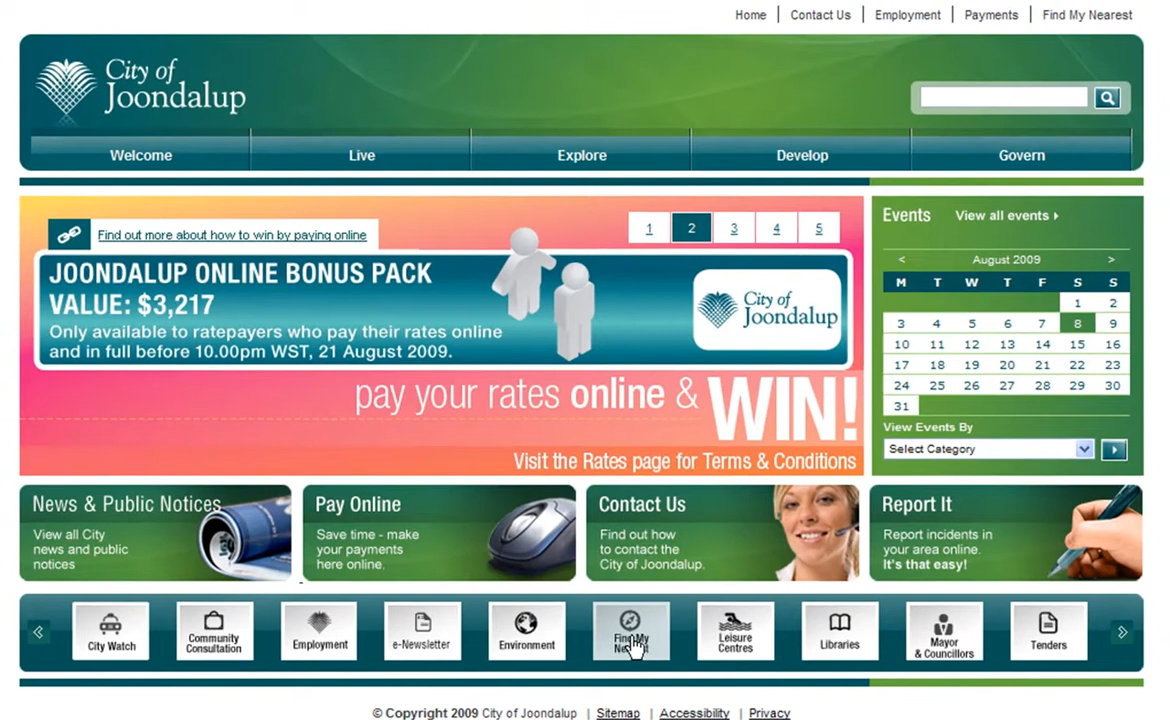 Home | Contact Us | Employment | Payments | Find My Nearest
City of
Joondalup
Welcome
Live
Explore
Develop
Govern
Find out more about how to win by paying online
1 2 3 4 5
JOONDALUP ONLINE BONUS PACK
VALUE: $3,217
Only available to ratepayers who pay their rates online
and in full before 10.00pm WST, 21 August 2009.
City of
Joondalup
pay your rates online & WIN!
Visit the Rates page for Terms & Conditions
Events View all events
< August 2009 >
M T W T F S S
1 2
3 4 5 6 7 8 9
10 11 12 13 14 15 16
17 18 19 20 21 22 23
24 25 26 27 28 29 30
31
View Events By
Select Category
News & Public Notices
View all City
news and public
notices
Pay Online
Save time - make
your payments
here online.
Contact Us
Find out how
to contact the
City of Joondalup.
Report It
Report incidents in
your area online.
It's that easy!
City Watch
Community
Consultation
Employment
e-Newsletter
Environment
Find My
Leisure
Centres
Libraries
Mayor
& Councillors
Tenders
© Copyright 2009 City of Joondalup | Sitemap | Accessibility | Privacy